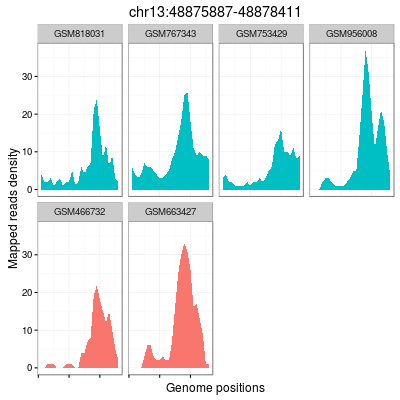 chr13:48875887-48878411
GSM818031 GSM767343 GSM753429 GSM956008
30
20
10
0
GSM466732 GSM663427
30
20
10
0
Mapped reads density
Genome positions